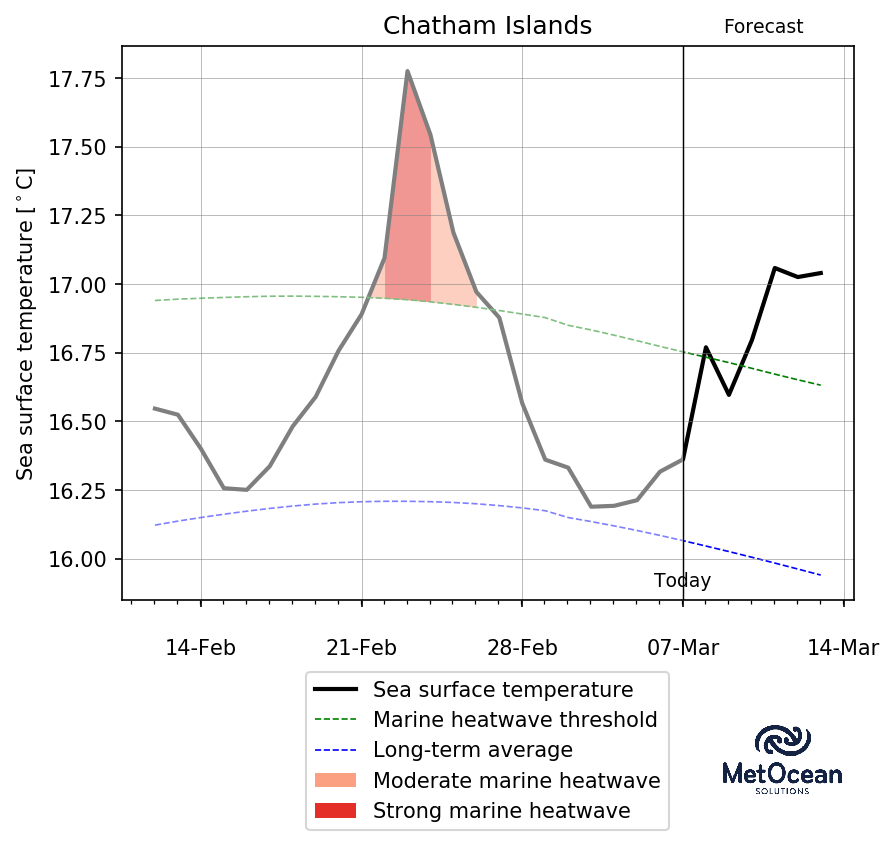 Chatham Islands
Forecast
Sea surface temperature [°C]
17.75
17.50
17.25
17.00
16.75
16.50
16.25
16.00
Today
14-Feb
21-Feb
28-Feb
07-Mar
14-Mar
Sea surface temperature
Marine heatwave threshold
Long-term average
Moderate marine heatwave
Strong marine heatwave
MetOcean
SOLUTIONS